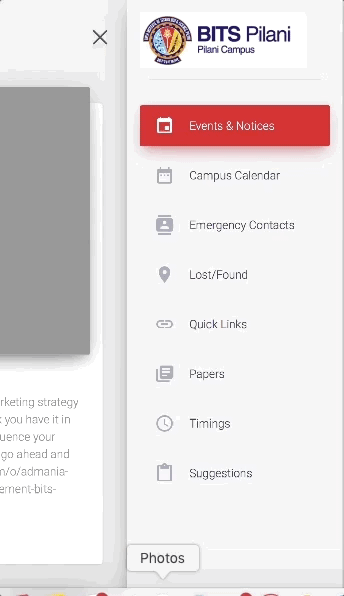 BITS Pilani
Pilani Campus
Events & Notices
Campus Calendar
Emergency Contacts
Lost/Found
Quick Links
Papers
Timings
Suggestions
rketing strategy
you have it in
uence your
go ahead and
m/o/admania-
ement-bits-
Photos